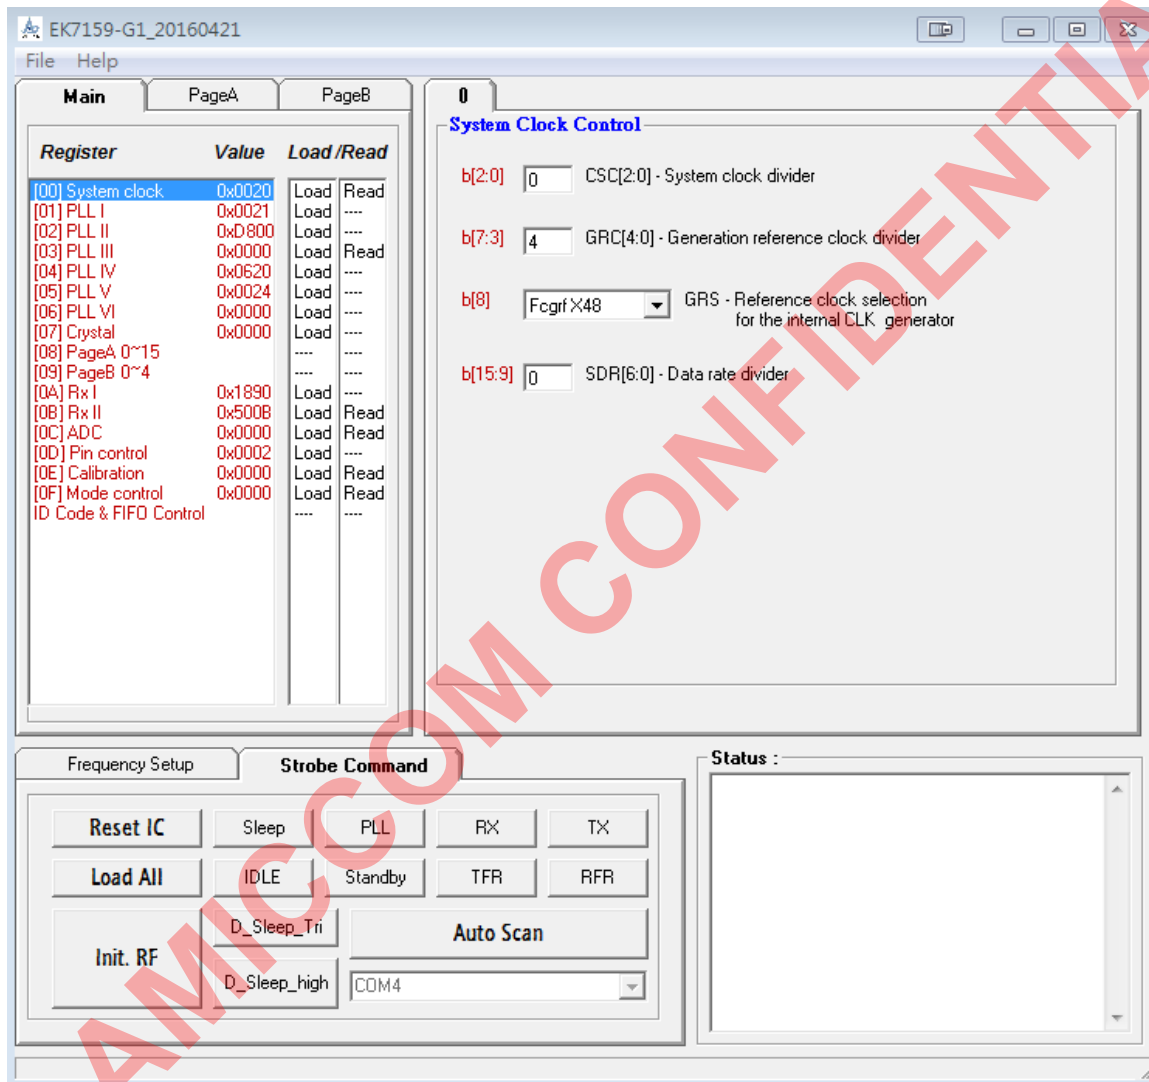 EK7159-G1_20160421
File Help
Main PageA PageB
Register Value Load /Read
[00] System clock 0x0020 Load Read
[01] PLL I 0x0021 Load ----
[02] PLL II 0xD800 Load ----
[03] PLL III 0x0000 Load Read
[04] PLL IV 0x0620 Load ----
[05] PLL V 0x0024 Load ----
[06] PLL VI 0x0000 Load ----
[07] Crystal 0x0000 Load ----
[08] PageA 0~15 ---- ----
[09] PageB 0~4 ---- ----
[0A] Rx I 0x1890 Load ----
[0B] Rx II 0x500B Load Read
[0C] ADC 0x0000 Load Read
[0D] Pin control 0x0002 Load ----
[0E] Calibration 0x0000 Load Read
[0F] Mode control 0x0000 Load Read
ID Code & FIFO Control ---- ----
0
System Clock Control
b[2:0] 0 CSC[2:0] - System clock divider
b[7:3] 4 GRC[4:0] - Generation reference clock divider
b[8] Fcgrf X48 GRS - Reference clock selection
for the internal CLK generator
b[15:9] 0 SDR[6:0] - Data rate divider
Frequency Setup Strobe Command
Reset IC Sleep PLL RX TX
Load All IDLE Standby TFR RFR
Init. RF D_Sleep_Tri Auto Scan
D_Sleep_high COM4
Status :
AMICCOM CONFIDENTIA